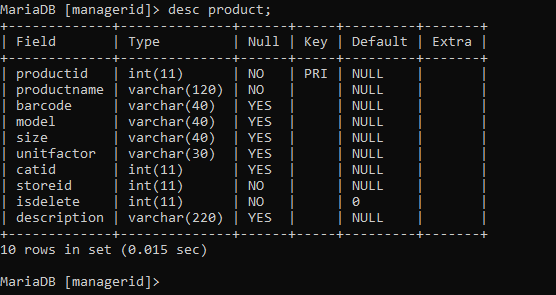 MariaDB [managerid]> desc product;
+-------------+--------------+------+-----+---------+-------+
| Field       | Type         | Null | Key | Default | Extra |
+-------------+--------------+------+-----+---------+-------+
| productid   | int(11)      | NO   | PRI | NULL    |       |
| productname | varchar(120) | NO   |     | NULL    |       |
| barcode     | varchar(40)  | YES  |     | NULL    |       |
| model       | varchar(40)  | YES  |     | NULL    |       |
| size        | varchar(40)  | YES  |     | NULL    |       |
| unitfactor  | varchar(30)  | YES  |     | NULL    |       |
| catid       | int(11)      | YES  |     | NULL    |       |
| storeid     | int(11)      | NO   |     | NULL    |       |
| isdelete    | int(11)      | NO   |     | 0       |       |
| description | varchar(220) | YES  |     | NULL    |       |
+-------------+--------------+------+-----+---------+-------+
10 rows in set (0.015 sec)
MariaDB [managerid]>